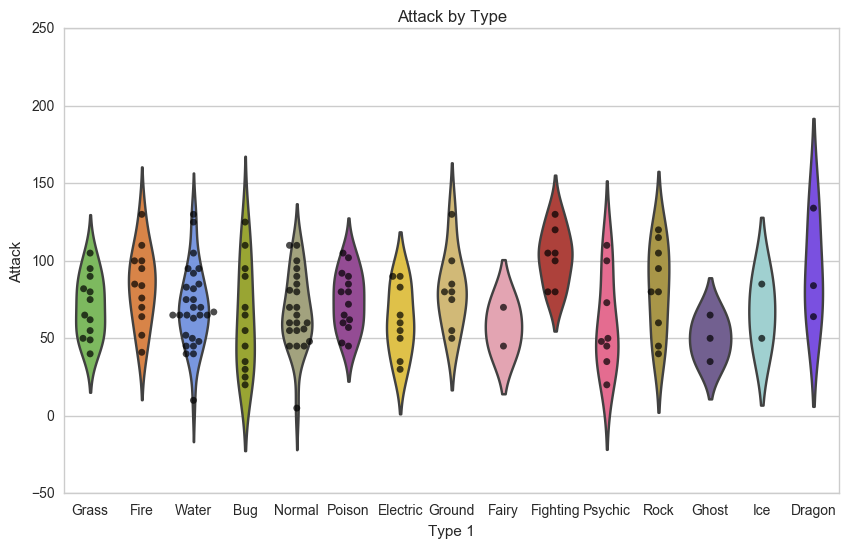 Attack by Type
250
200
150
100
50
0
−50
Attack
Grass Fire Water Bug Normal Poison Electric Ground Fairy Fighting Psychic Rock Ghost Ice Dragon
Type 1